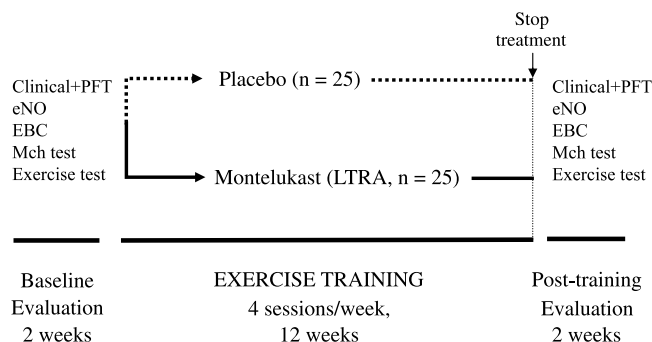 Stop
treatment
Placebo (n = 25)
Clinical+PFT
eNO
EBC
Mch test
Exercise test
Montelukast (LTRA, n = 25)
Clinical+PFT
eNO
EBC
Mch test
Exercise test
Baseline
Evaluation
2 weeks
EXERCISE TRAINING
4 sessions/week,
12 weeks
Post-training
Evaluation
2 weeks